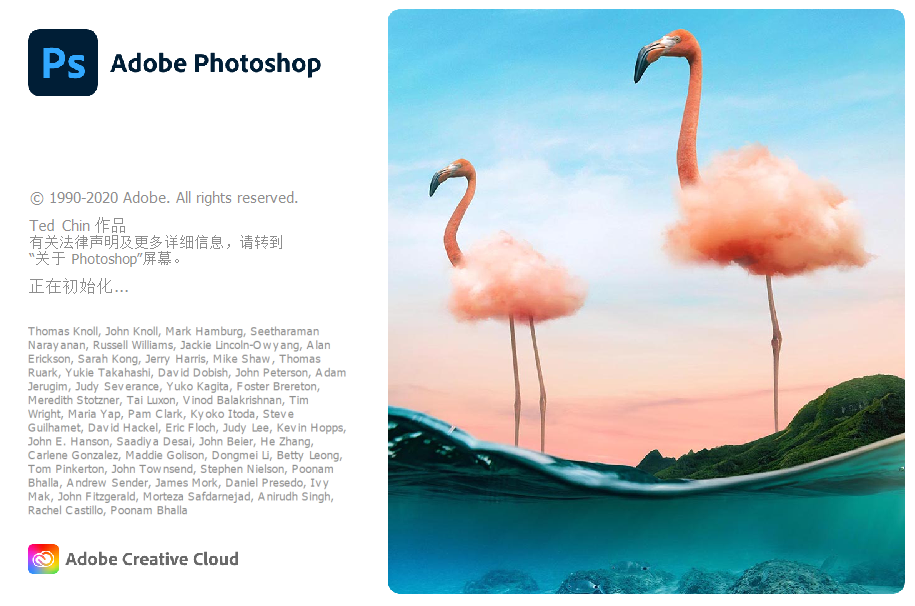 Ps
Adobe Photoshop
© 1990-2020 Adobe. All rights reserved.
Ted Chin 作品
有关法律声明及更多详细信息，请转到
“关于 Photoshop”屏幕。
正在初始化...
Thomas Knoll, John Knoll, Mark Hamburg, Seetharaman
Narayanan, Russell Williams, Jackie Lincoln-Owyang, Alan
Erickson, Sarah Kong, Jerry Harris, Mike Shaw, Thomas
Ruark, Yukie Takahashi, David Dobish, John Peterson, Adam
Jerugim, Judy Severance, Yuko Kagita, Foster Brereton,
Meredith Stotzner, Tai Luxon, Vinod Balakrishnan, Tim
Wright, Maria Yap, Pam Clark, Kyoko Itoda, Steve
Guilhamet, David Hackel, Eric Floch, Judy Lee, Kevin Hopps,
John E. Hanson, Saadiya Desai, John Beier, He Zhang,
Carlene Gonzalez, Maddie Golison, Dongmei Li, Betty Leong,
Tom Pinkerton, John Townsend, Stephen Nielson, Poonam
Bhalla, Andrew Sender, James Mork, Daniel Presedo, Ivy
Mak, John Fitzgerald, Morteza Safdarnejad, Anirudh Singh,
Rachel Castillo, Poonam Bhalla
Adobe Creative Cloud